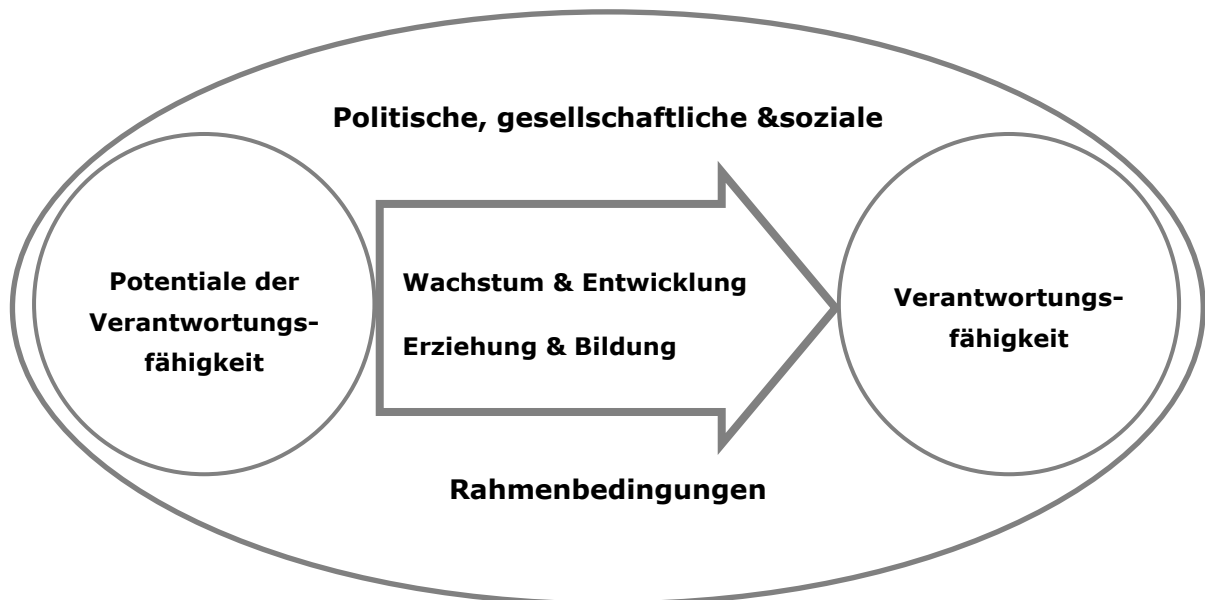 Politische, gesellschaftliche &soziale
Potentiale der
Verantwortungs-
fähigkeit
Wachstum & Entwicklung
Erziehung & Bildung
Verantwortungs-
fähigkeit
Rahmenbedingungen